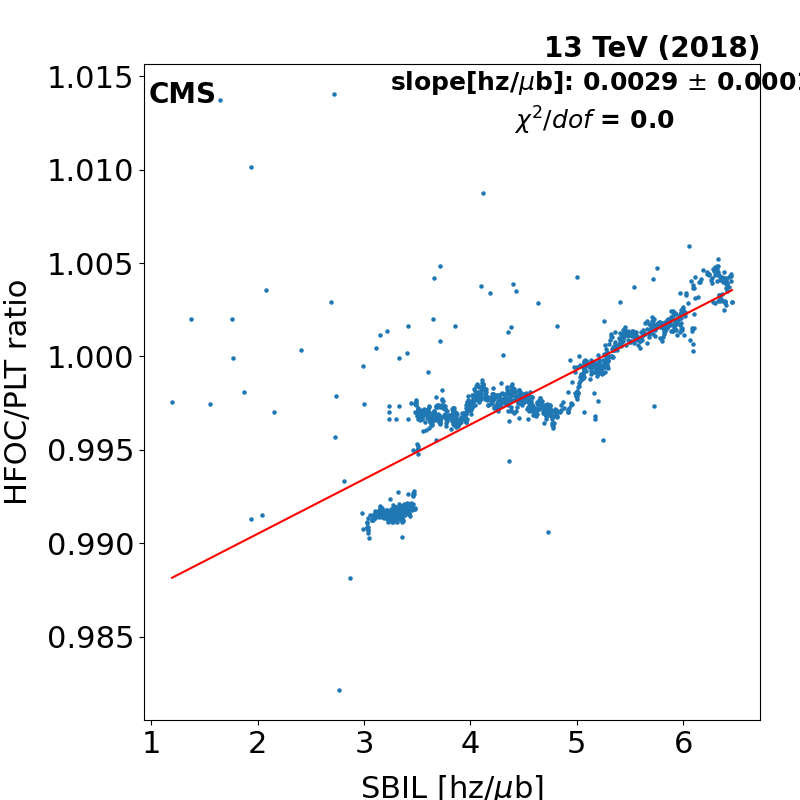 13 TeV (2018)
CMS
slope[hz/μb]: 0.0029 ± 0.000
χ²/dof = 0.0
1.015
1.010
1.005
1.000
0.995
0.990
0.985
HFOC/PLT ratio
1 2 3 4 5 6
SBIL [hz/μb]